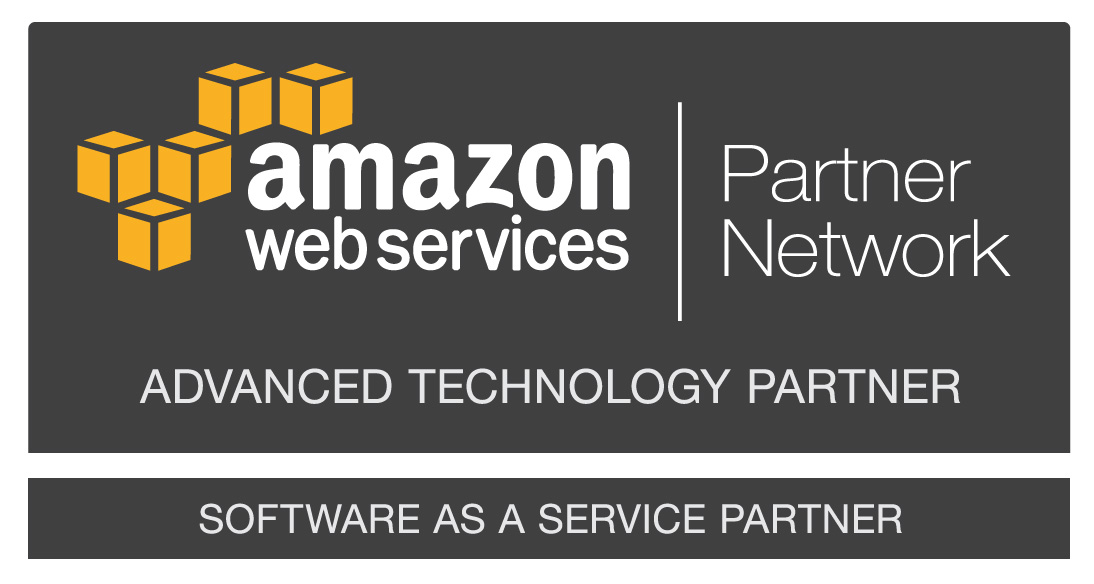 amazon
web services
Partner
Network
ADVANCED TECHNOLOGY PARTNER
SOFTWARE AS A SERVICE PARTNER